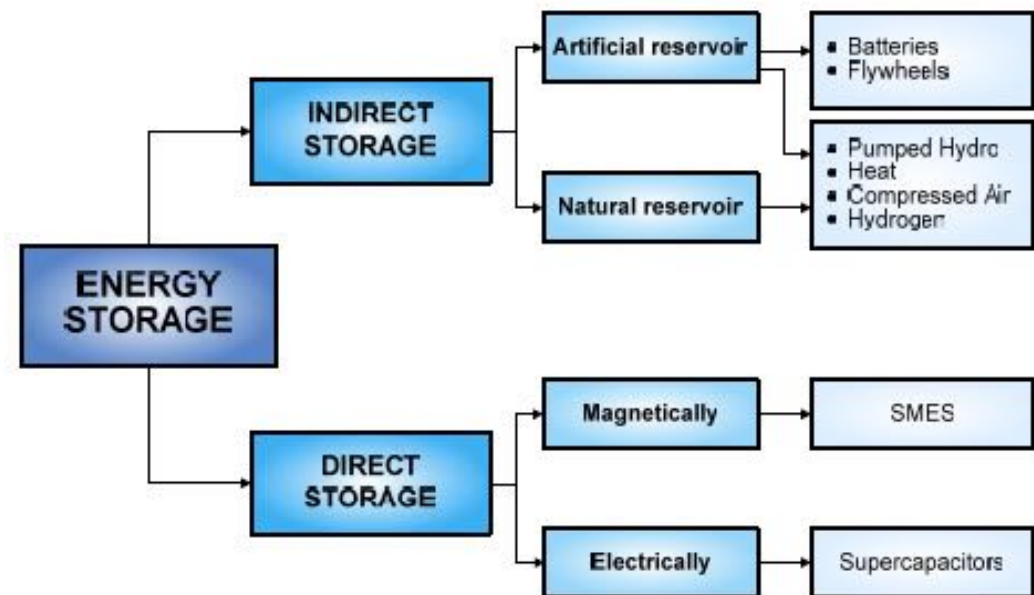 Artificial reservoir
▪ Batteries
▪ Flywheels
INDIRECT
STORAGE
▪ Pumped Hydro
▪ Heat
▪ Compressed Air
▪ Hydrogen
Natural reservoir
ENERGY
STORAGE
Magnetically
SMES
DIRECT
STORAGE
Electrically
Supercapacitors